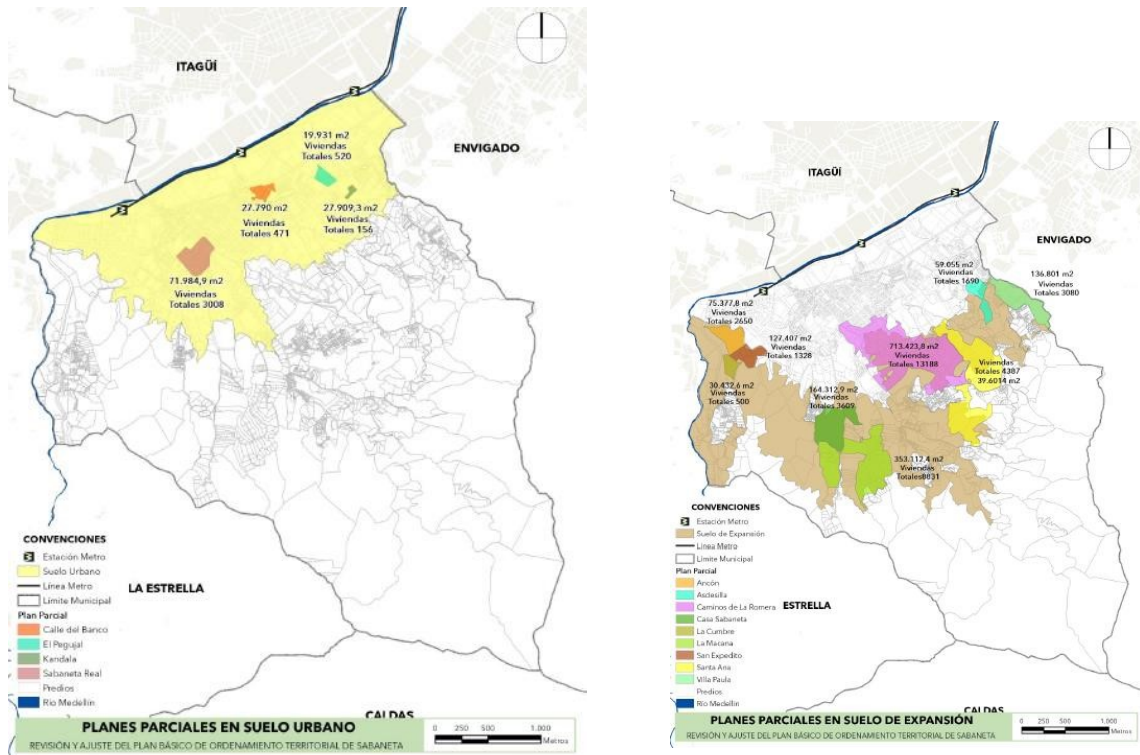 ITAGÜÍ
ENVIGADO
19.931 m2
Viviendas
Totales 520
27.790 m2
Viviendas
Totales 471
27.909,3 m2
Viviendas
Totales 156
71.984,9 m2
Viviendas
Totales 3008
CONVENCIONES
Estación Metro
Suelo Urbano
Línea Metro
Límite Municipal
Plan Parcial
Calle del Banco
El Pegujal
Kandala
Sabaneta Real
Predios
Río Medellín
LA ESTRELLA
CALDAS
PLANES PARCIALES EN SUELO URBANO
REVISIÓN Y AJUSTE DEL PLAN BÁSICO DE ORDENAMIENTO TERRITORIAL DE SABANETA
0 250 500 1.000
Metros
ITAGÜÍ
ENVIGADO
59.055 m2
Viviendas
Totales 1690
136.801 m2
Viviendas
Totales 3080
75.377,8 m2
Viviendas
Totales 2650
127.407 m2
Viviendas
Totales 1328
713.423,8 m2
Viviendas
Totales 13188
Viviendas
Totales 4387
39.6014 m2
30.432,6 m2
Viviendas
Totales 500
164.312,9 m2
Viviendas
Totales 3609
353.112,4 m2
Viviendas
Totales8831
CONVENCIONES
Estación Metro
Suelo de Expansión
Línea Metro
Límite Municipal
Plan Parcial
Ancón
Asdesilla
Caminos de La Romera
Casa Sabaneta
La Cumbre
La Macana
San Expedito
Santa Ana
Villa Paula
Predios
Río Medellín
ESTRELLA
CALDAS
PLANES PARCIALES EN SUELO DE EXPANSIÓN
REVISIÓN Y AJUSTE DEL PLAN BÁSICO DE ORDENAMIENTO TERRITORIAL DE SABANETA
0 250 500 1.000
Metros